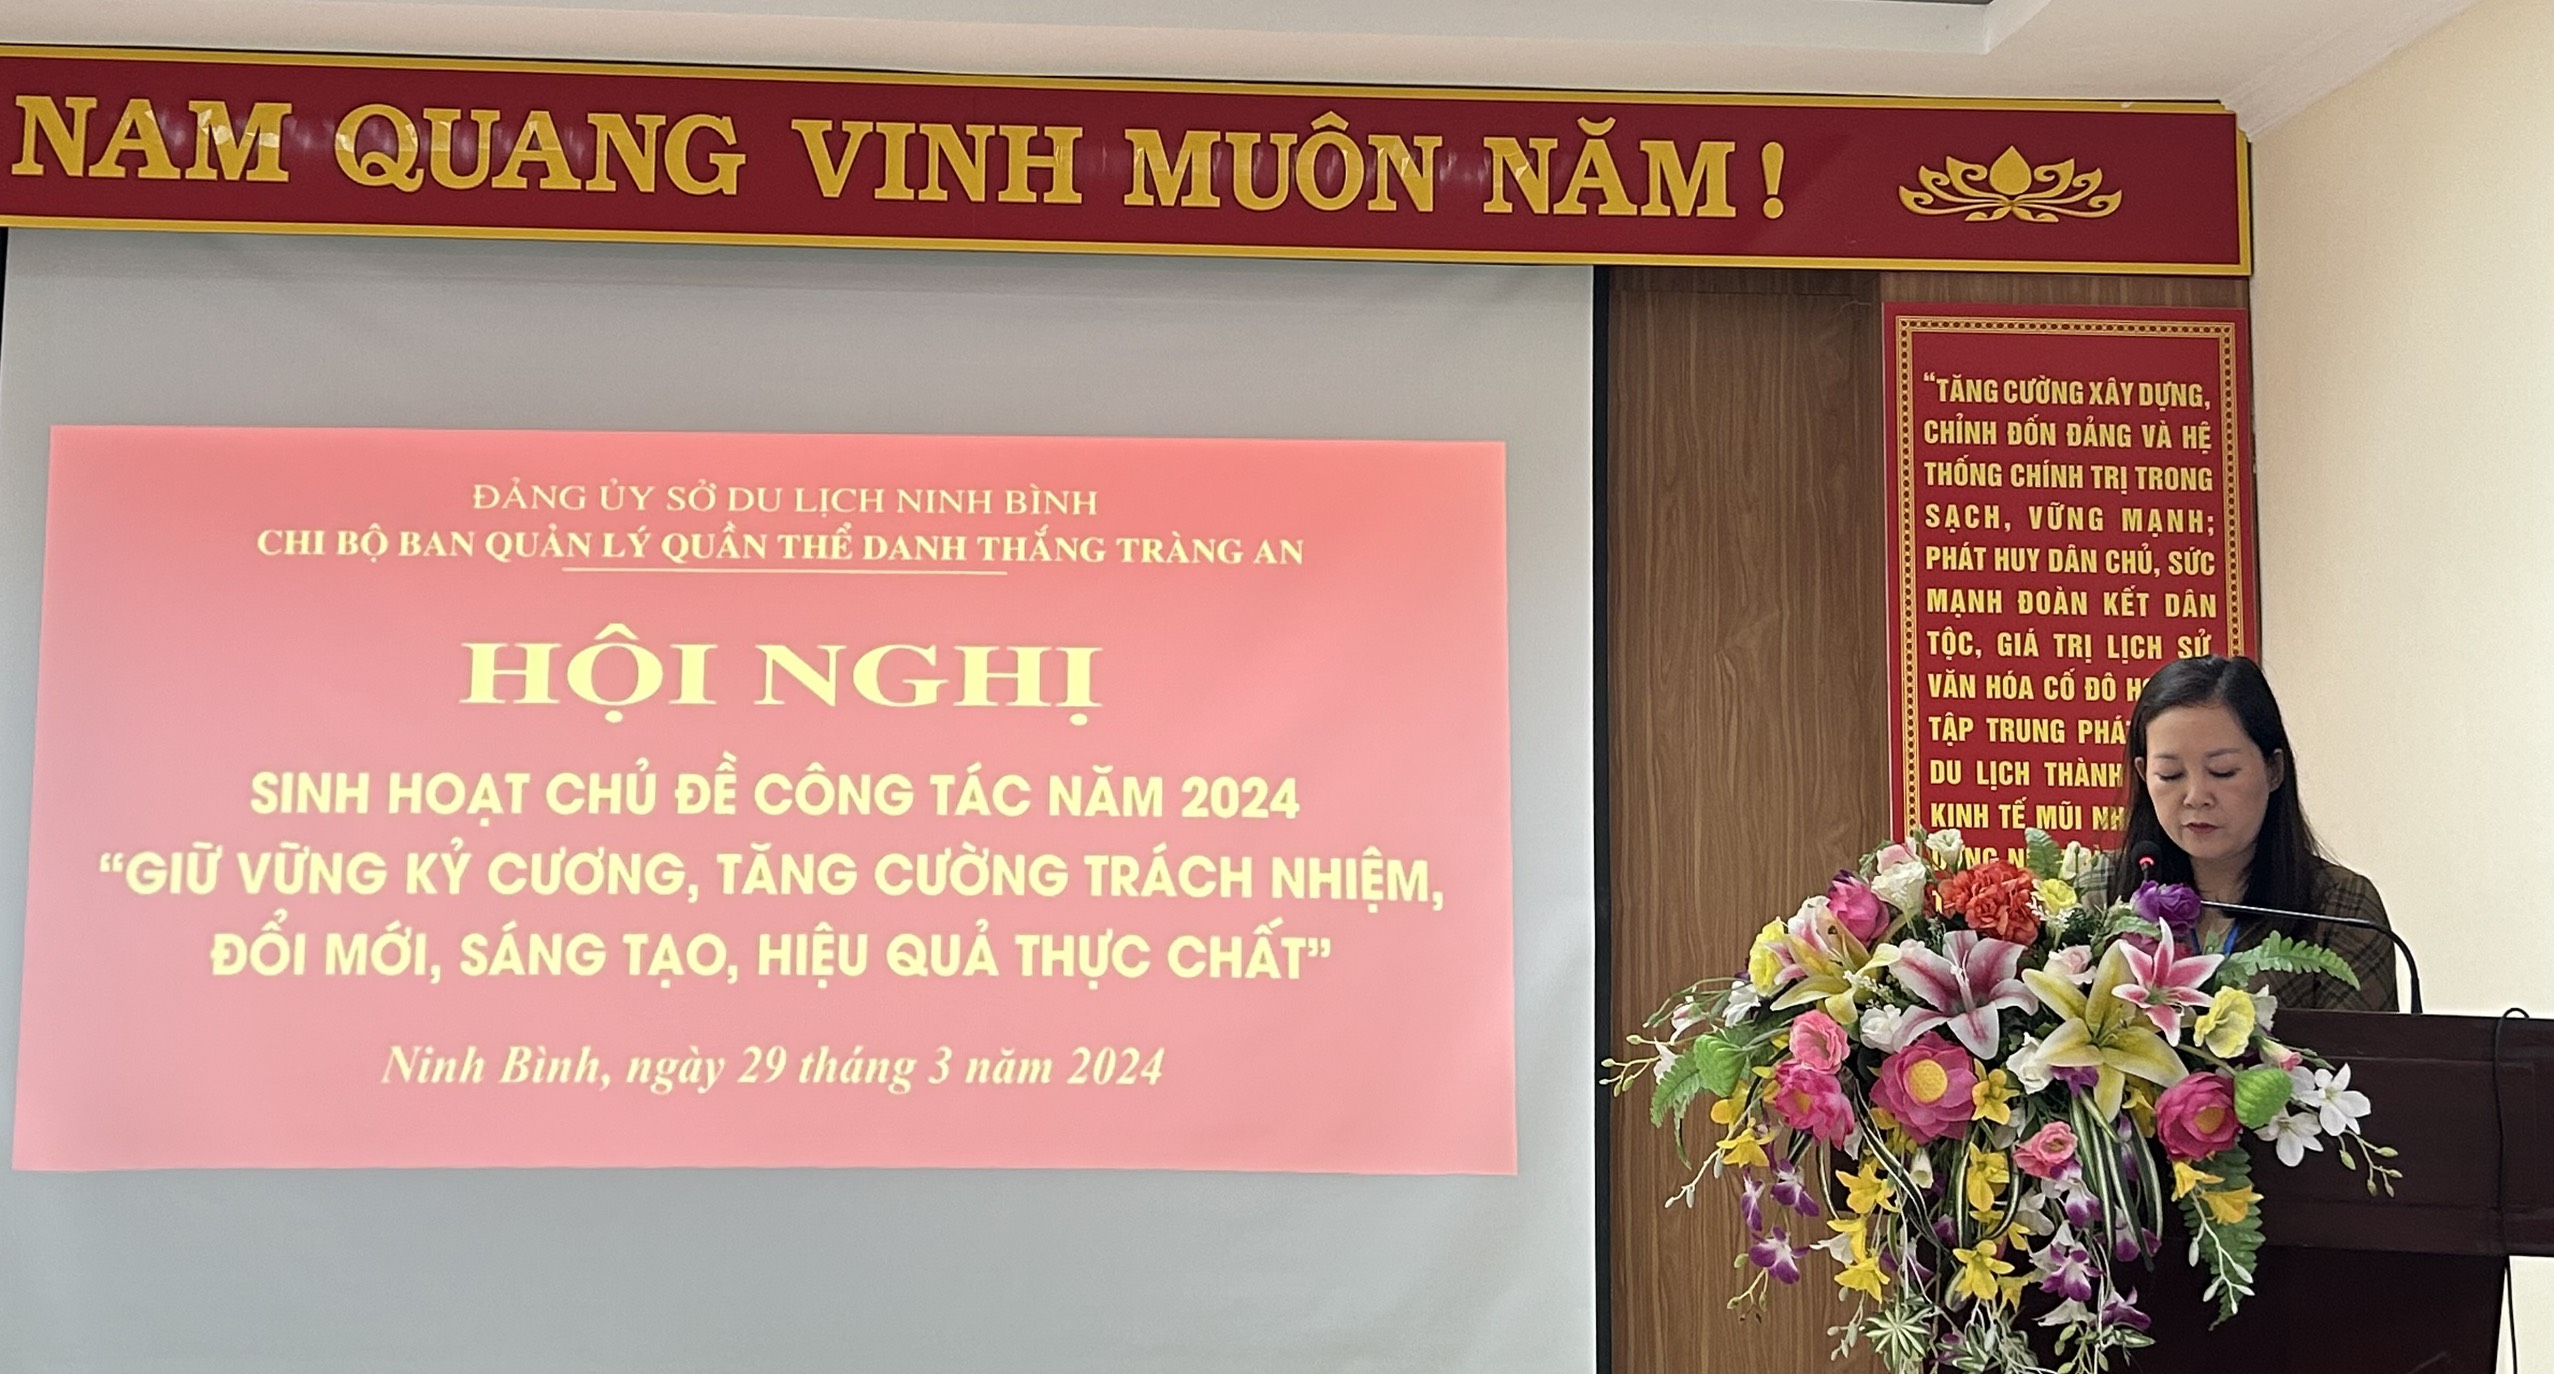 NAM QUANG VINH MUÔN NĂM!
ĐẢNG ỦY SỞ DU LỊCH NINH BÌNH
CHI BỘ BAN QUẢN LÝ QUẦN THỂ DANH THẮNG TRÀNG AN
HỘI NGHỊ
SINH HOẠT CHỦ ĐỀ CÔNG TÁC NĂM 2024
“GIỮ VỮNG KỶ CƯƠNG, TĂNG CƯỜNG TRÁCH NHIỆM,
ĐỔI MỚI, SÁNG TẠO, HIỆU QUẢ THỰC CHẤT”
Ninh Bình, ngày 29 tháng 3 năm 2024
“TĂNG CƯỜNG XÂY DỰNG,
CHỈNH ĐỐN ĐẢNG VÀ HỆ
THỐNG CHÍNH TRỊ TRONG
SẠCH, VỮNG MẠNH;
PHÁT HUY DÂN CHỦ, SỨC
MẠNH ĐOÀN KẾT DÂN
TỘC, GIÁ TRỊ LỊCH SỬ
VĂN HÓA CỐ ĐÔ
TẬP TRUNG
DU LỊCH THÀNH
KINH TẾ MŨI